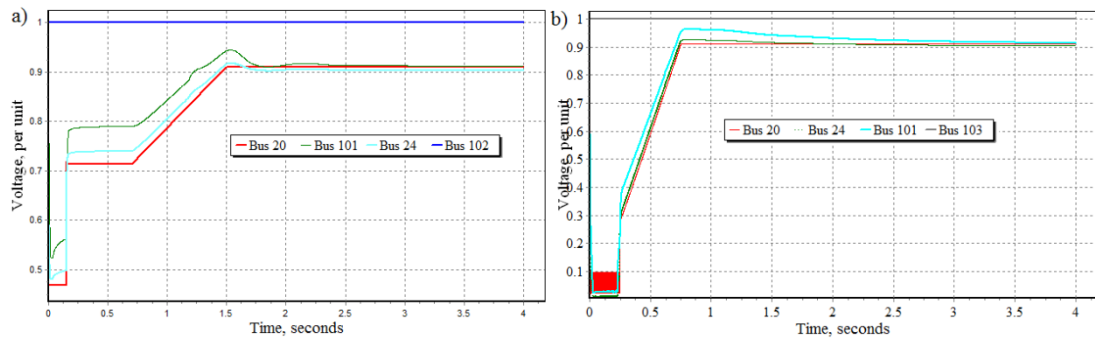 a)
Voltage, per unit
1
0.9
0.8
0.7
0.6
0.5
Bus 20 Bus 101 Bus 24 Bus 102
0 0.5 1 1.5 2 2.5 3 3.5 4
Time, seconds
b)
Voltage, per unit
1
0.9
0.8
0.7
0.6
0.5
0.4
0.3
0.2
0.1
Bus 20 Bus 24 Bus 101 Bus 103
0 0.5 1 1.5 2 2.5 3 3.5 4
Time, seconds